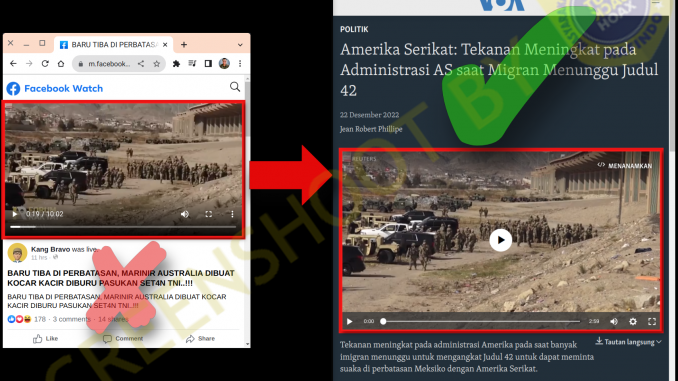 BARU TIBA DI PERBATASA
m.facebook...
Facebook Watch
0:19 / 10:02
Kang Bravo was live.
11 hrs
BARU TIBA DI PERBATASAN, MARINIR AUSTRALIA DIBUAT
KOCAR KACIR DIBURU PASUKAN SET4N TNI..!!!
BARU TIBA DI PERBATASAN, MARINIR AUSTRALIA DIBUAT KOCAR
KACIR DIBURU PASUKAN SET4N TNI..!!!
178 · 3 comments · 14 shares
Like
Comment
Share
VOA
POLITIK
Amerika Serikat: Tekanan Meningkat pada
Administrasi AS saat Migran Menunggu Judul
42
22 Desember 2022
Jean Robert Phillipe
REUTERS
</> MENANAMKAN
0:00
2:59
Tautan langsung
Tekanan meningkat pada administrasi Amerika pada saat banyak
imigran menunggu untuk mengangkat Judul 42 untuk dapat meminta
suaka di perbatasan Meksiko dengan Amerika Serikat.
SCREENSHOOT BY
HOAX